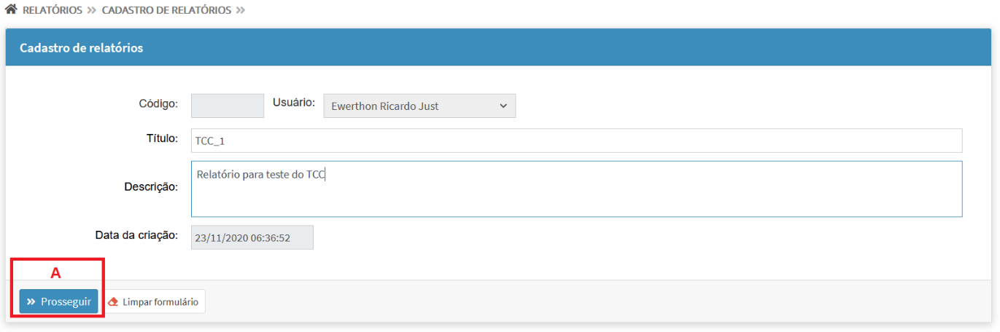 RELATÓRIOS >> CADASTRO DE RELATÓRIOS >>
Cadastro de relatórios
Código: Usuário: Ewerthon Ricardo Just
Título: TCC_1
Descrição: Relatório para teste do TCC
Data da criação: 23/11/2020 06:36:52
A
>> Prosseguir Limpar formulário